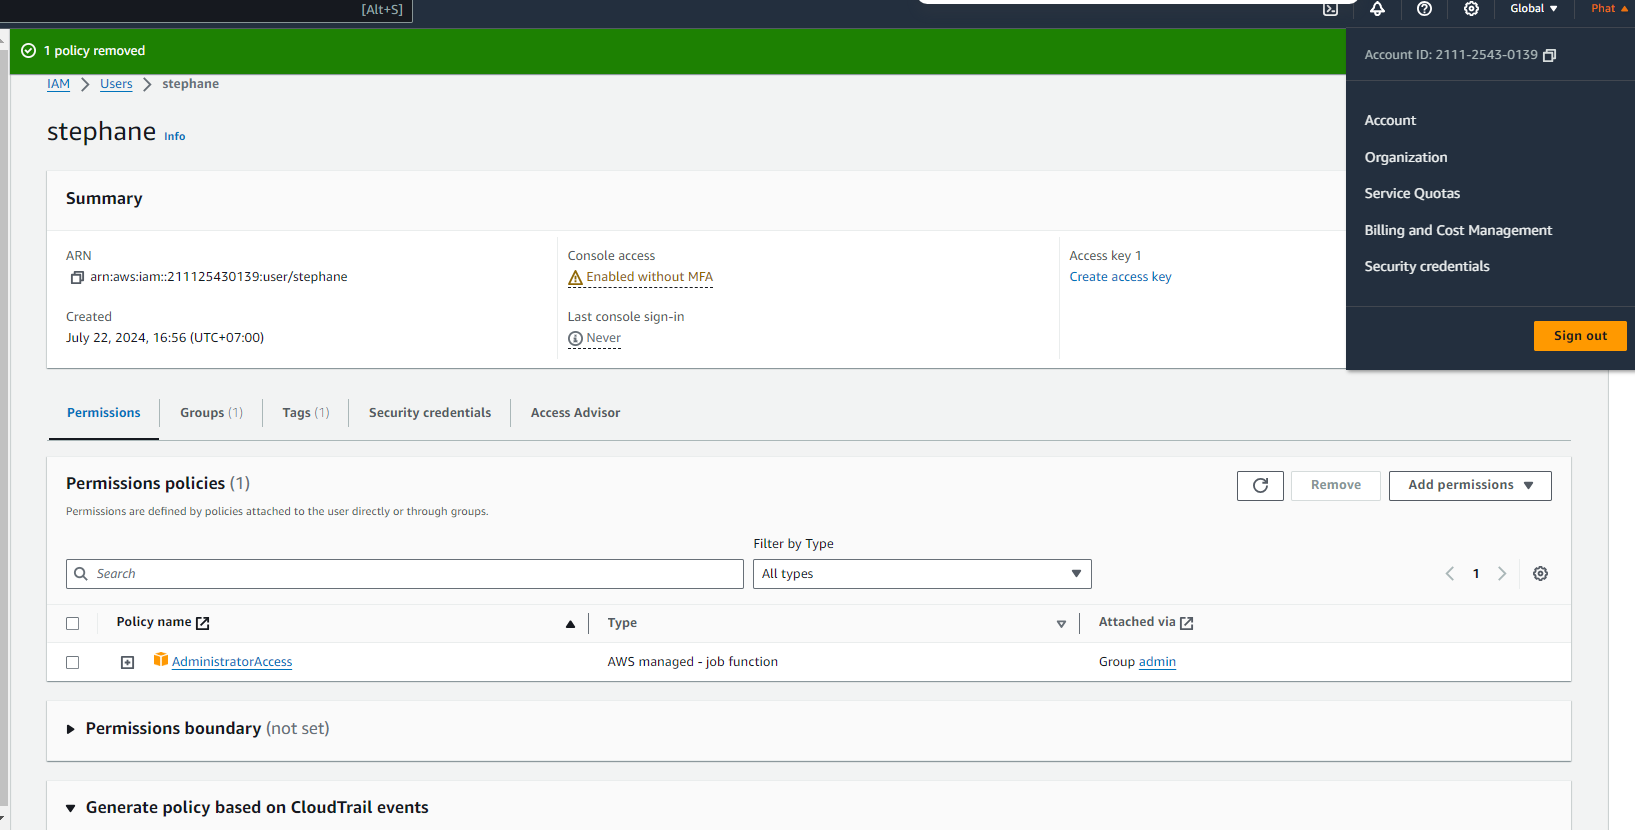 [Alt+S]
Global
Phat
1 policy removed
Account ID: 2111-2543-0139
IAM
Users
stephane
stephane
Info
Account
Organization
Service Quotas
Billing and Cost Management
Security credentials
Sign out
Summary
ARN
arn:aws:iam::211125430139:user/stephane
Console access
Enabled without MFA
Access key 1
Create access key
Created
July 22, 2024, 16:56 (UTC+07:00)
Last console sign-in
Never
Permissions
Groups (1)
Tags (1)
Security credentials
Access Advisor
Permissions policies (1)
Remove
Add permissions
Permissions are defined by policies attached to the user directly or through groups.
Filter by Type
Search
All types
1
Policy name
Type
Attached via
AdministratorAccess
AWS managed - job function
Group admin
Permissions boundary (not set)
Generate policy based on CloudTrail events